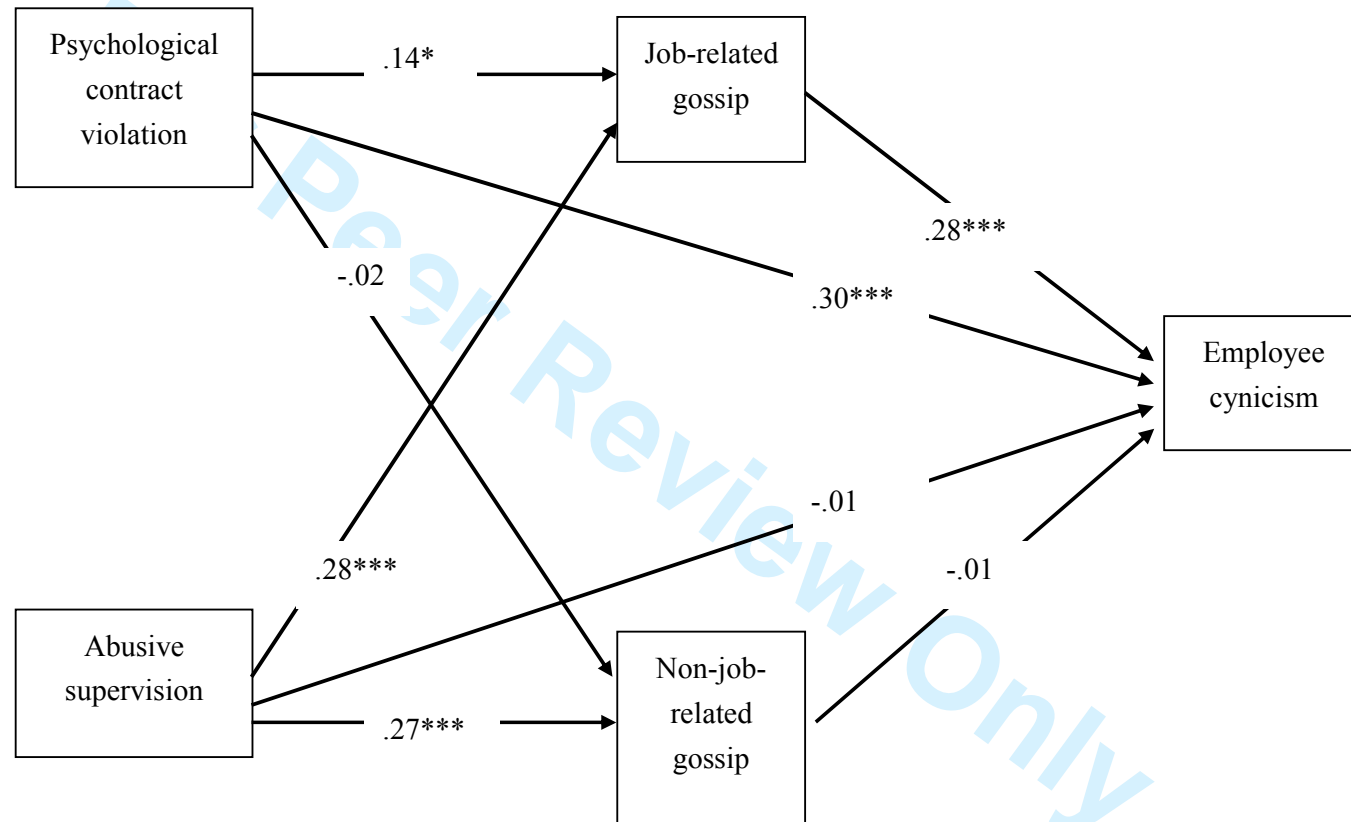 Psychological
contract
violation
.14*
Job-related
gossip
.28***
-.02
.30***
Employee
cynicism
-.01
.28***
-.01
Abusive
supervision
.27***
Non-job-
related
gossip
Peer Review Only